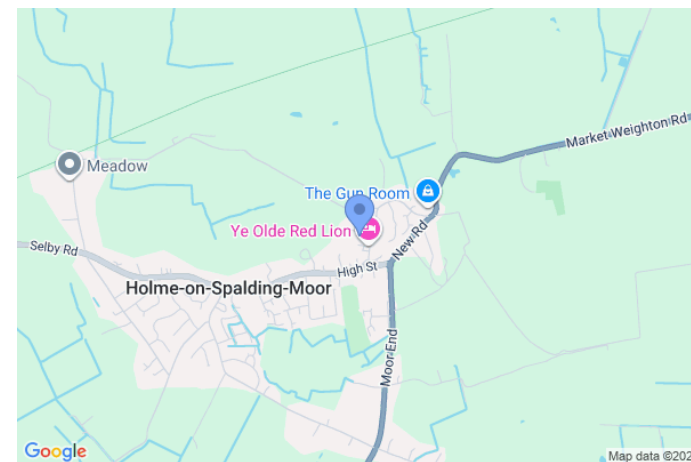 Market Weighton Rd
Meadow
The Gun Room
Ye Olde Red Lion
New Rd
Selby Rd
High St
Holme-on-Spalding-Moor
Moor End
Google
Map data ©202